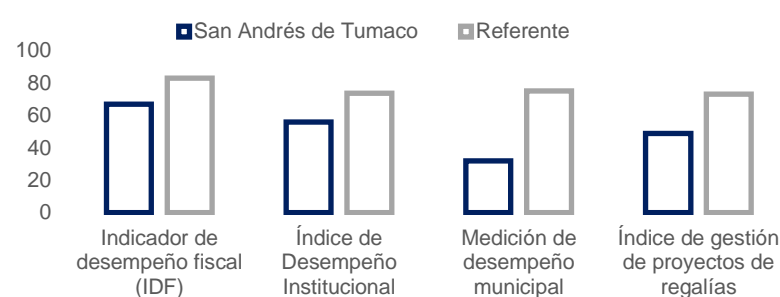 San Andrés de Tumaco Referente
100
80
60
40
20
0
Indicador de
desempeño fiscal
(IDF)
Índice de
Desempeño
Institucional
Medición de
desempeño
municipal
Índice de gestión
de proyectos de
regalías